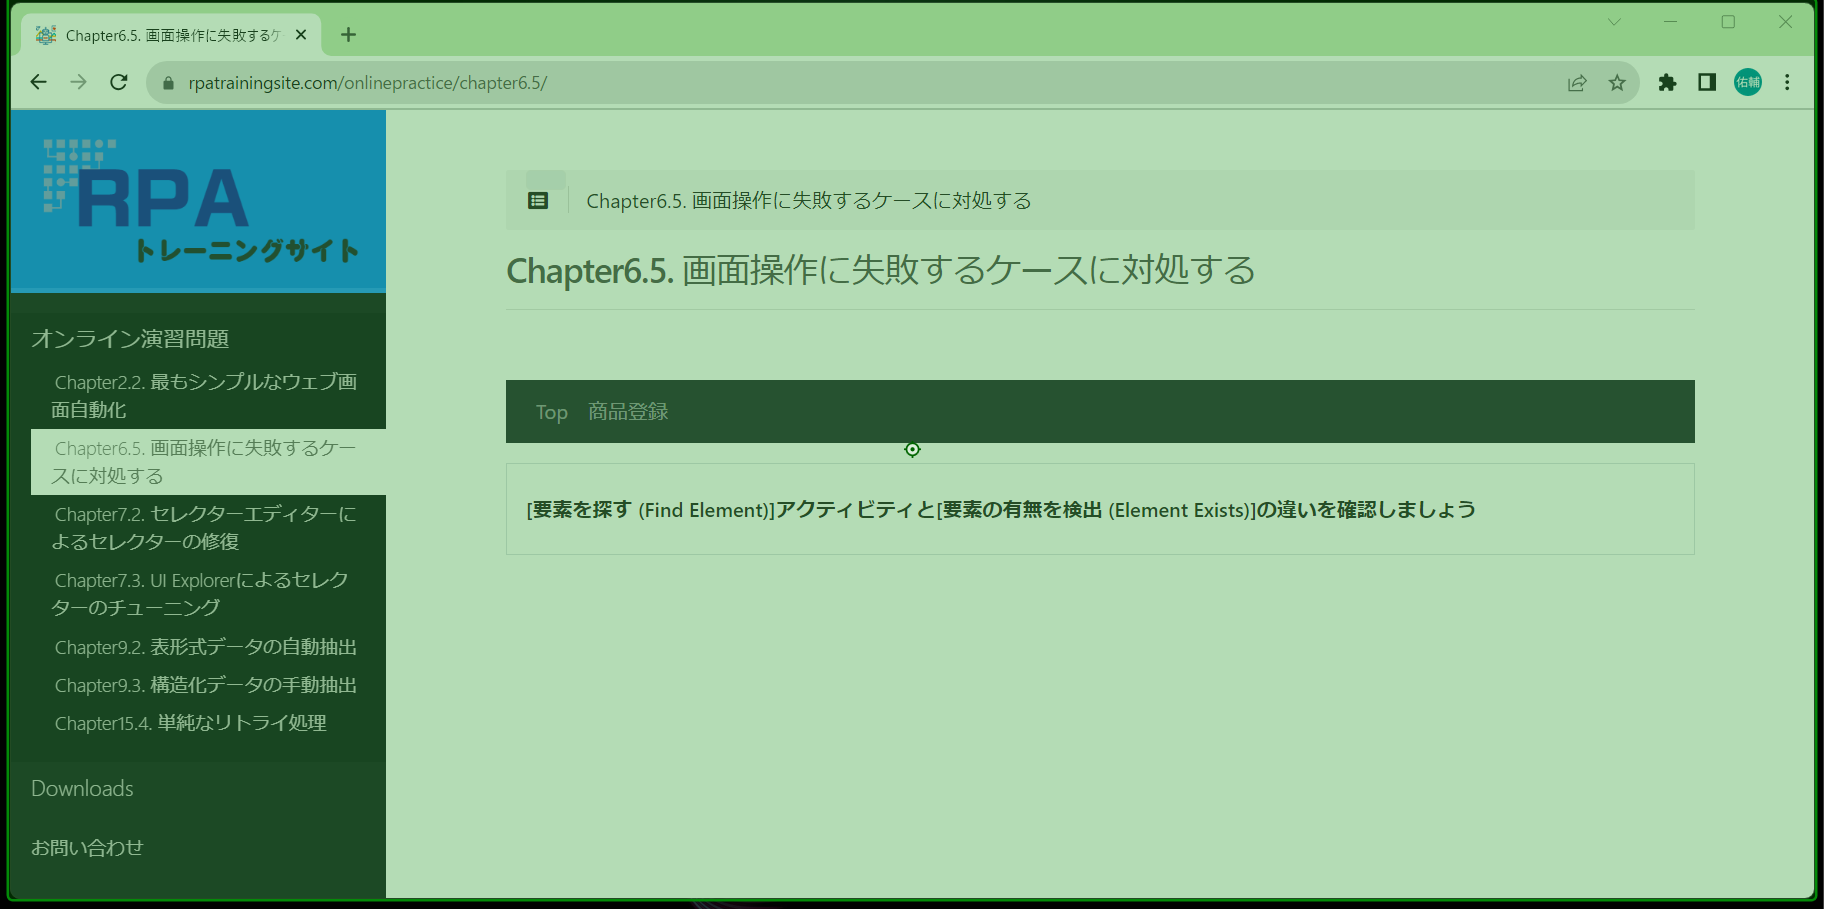 Chapter6.5. 画面操作に失敗するケ
rpatrainingsite.com/onlinepractice/chapter6.5/
佑輔
RPA
トレーニングサイト
オンライン演習問題
Chapter2.2. 最もシンプルなウェブ画
面自動化
Chapter6.5. 画面操作に失敗するケー
スに対処する
Chapter7.2. セレクターエディターに
よるセレクターの修復
Chapter7.3. UI Explorerによるセレク
ターのチューニング
Chapter9.2. 表形式データの自動抽出
Chapter9.3. 構造化データの手動抽出
Chapter15.4. 単純なリトライ処理
Downloads
お問い合わせ
Chapter6.5. 画面操作に失敗するケースに対処する
Chapter6.5. 画面操作に失敗するケースに対処する
Top 商品登録
[要素を探す (Find Element)]アクティビティと[要素の有無を検出 (Element Exists)]の違いを確認しましょう